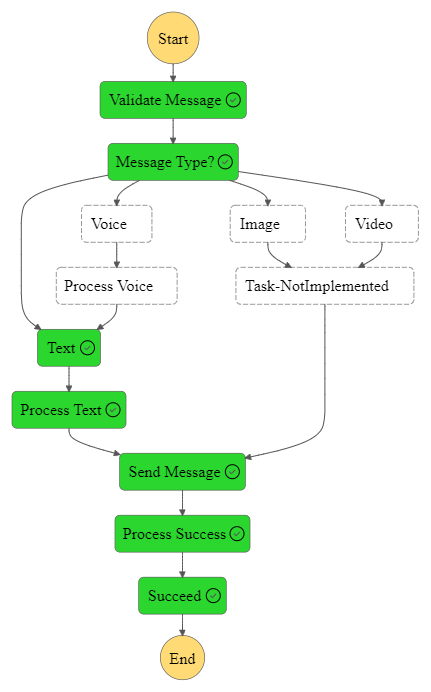 Start
Validate Message
Message Type?
Voice
Image
Video
Process Voice
Task-NotImplemented
Text
Process Text
Send Message
Process Success
Succeed
End